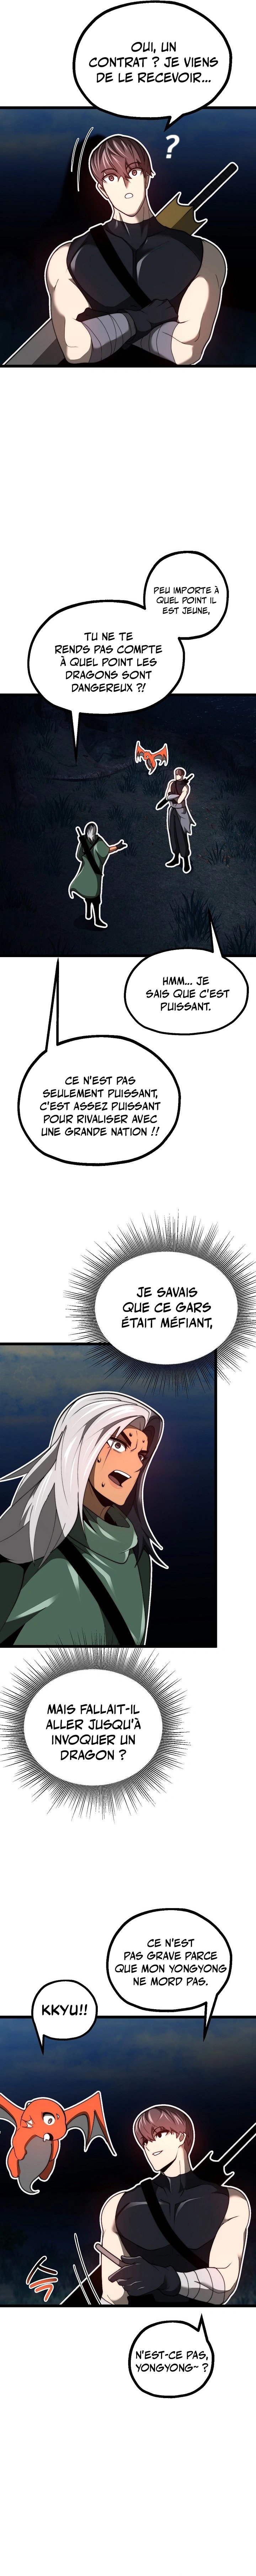 OUI, UN
CONTRAT ? JE VIENS
DE LE RECEVOIR...
?
PEU IMPORTE À
QUEL POINT IL
EST JEUNE,
TU NE TE
RENDS PAS COMPTE
À QUEL POINT LES
DRAGONS SONT
DANGEREUX ?!
HMM... JE
SAIS QUE C'EST
PUISSANT.
CE N'EST PAS
SEULEMENT PUISSANT,
C'EST ASSEZ PUISSANT
POUR RIVALISER AVEC
UNE GRANDE NATION !!
JE SAVAIS
QUE CE GARS
ÉTAIT MÉFIANT,
MAIS FALLAIT-IL
ALLER JUSQU'À
INVOQUER UN
DRAGON ?
CE N'EST
PAS GRAVE PARCE
QUE MON YONGYONG
NE MORD PAS.
KKYU!!
N'EST-CE PAS,
YONGYONG~ ?